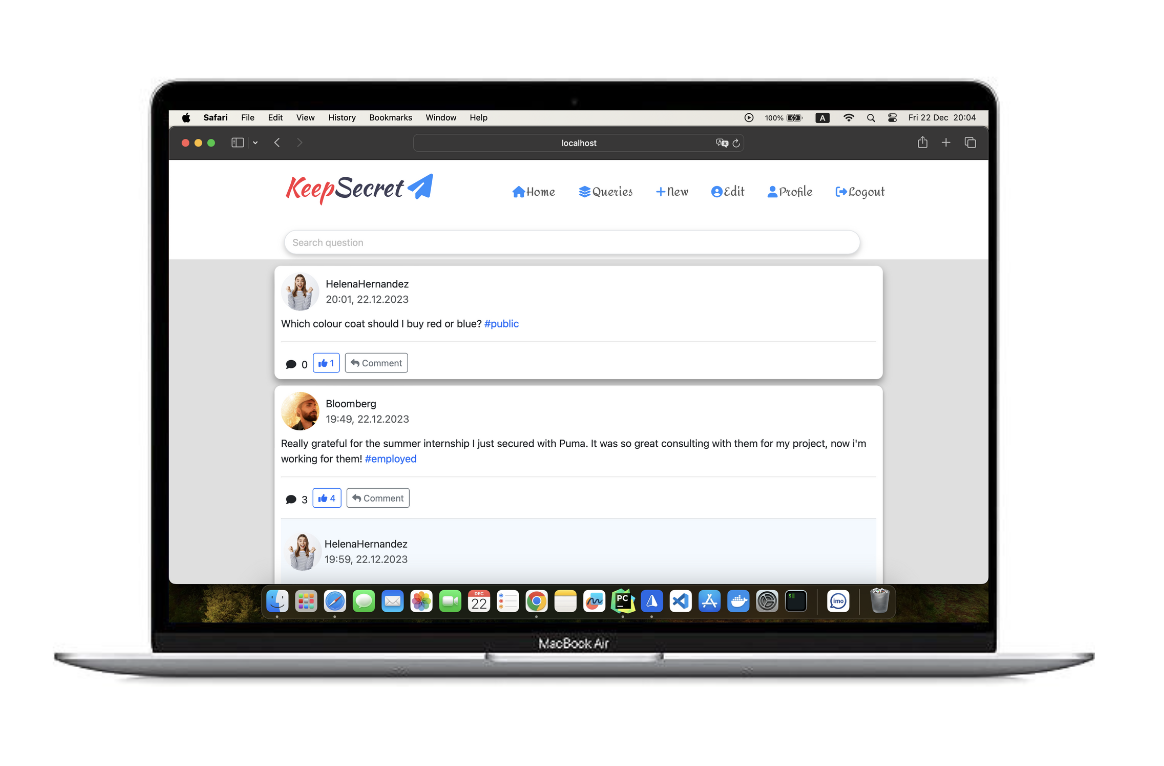 Safari File Edit View History Bookmarks Window Help 100% A Fri 22 Dec 20:04
localhost
KeepSecret Home Queries New Edit Profile Logout
Search question
HelenaHernandez
20:01, 22.12.2023
Which colour coat should I buy red or blue? #public
0 1 Comment
Bloomberg
19:49, 22.12.2023
Really grateful for the summer internship I just secured with Puma. It was so great consulting with them for my project, now i'm
working for them! #employed
3 4 Comment
HelenaHernandez
19:59, 22.12.2023
DEC
22
PC
imo
MacBook Air